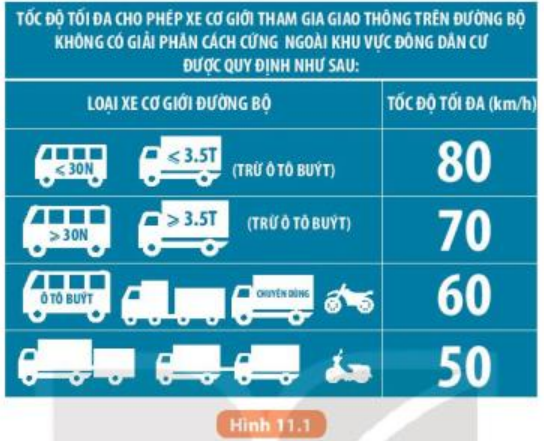 TỐC ĐỘ TỐI ĐA CHO PHÉP XE CƠ GIỚI THAM GIA GIAO THÔNG TRÊN ĐƯỜNG BỘ
KHÔNG CÓ GIẢI PHÂN CÁCH CỨNG NGOÀI KHU VỰC ĐÔNG DÂN CƯ
ĐƯỢC QUY ĐỊNH NHƯ SAU:
LOẠI XE CƠ GIỚI ĐƯỜNG BỘ TỐC ĐỘ TỐI ĐA (km/h)
≤ 30N ≤ 3.5T (TRỪ Ô TÔ BUÝT) 80
> 30N > 3.5T (TRỪ Ô TÔ BUÝT) 70
Ô TÔ BUÝT CHUYÊN DÙNG 60
50
Hình 11.1